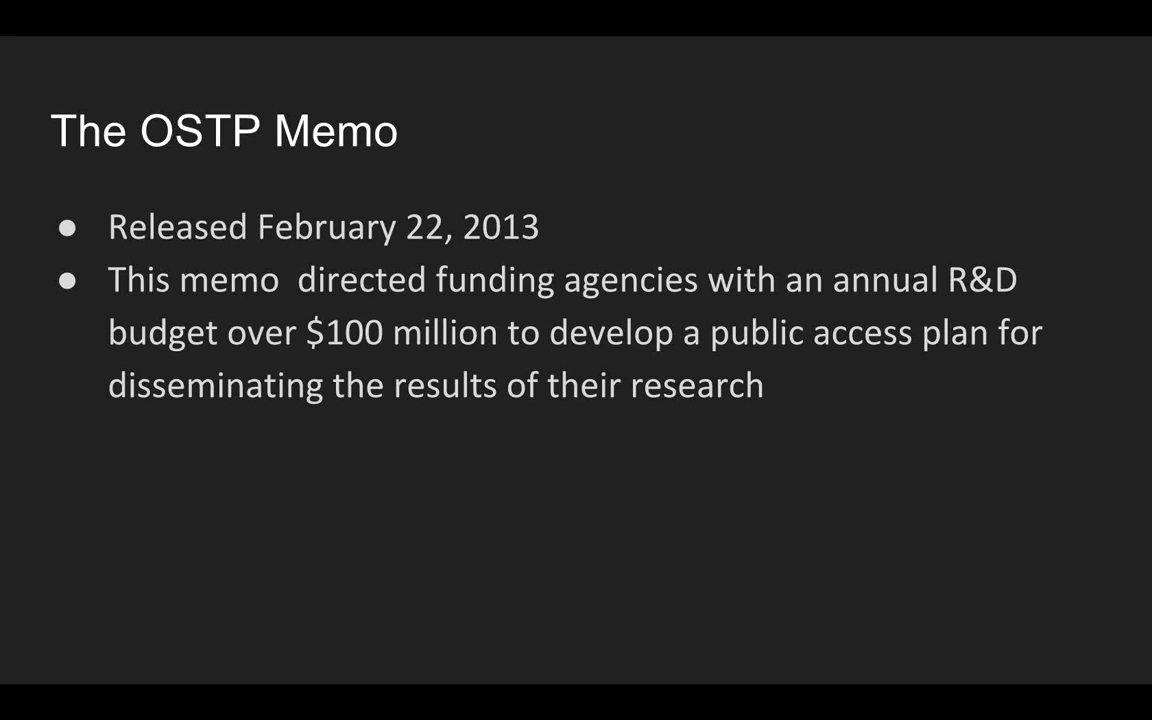 The OSTP Memo
● Released February 22, 2013
● This memo  directed funding agencies with an annual R&D
budget over $100 million to develop a public access plan for
disseminating the results of their research